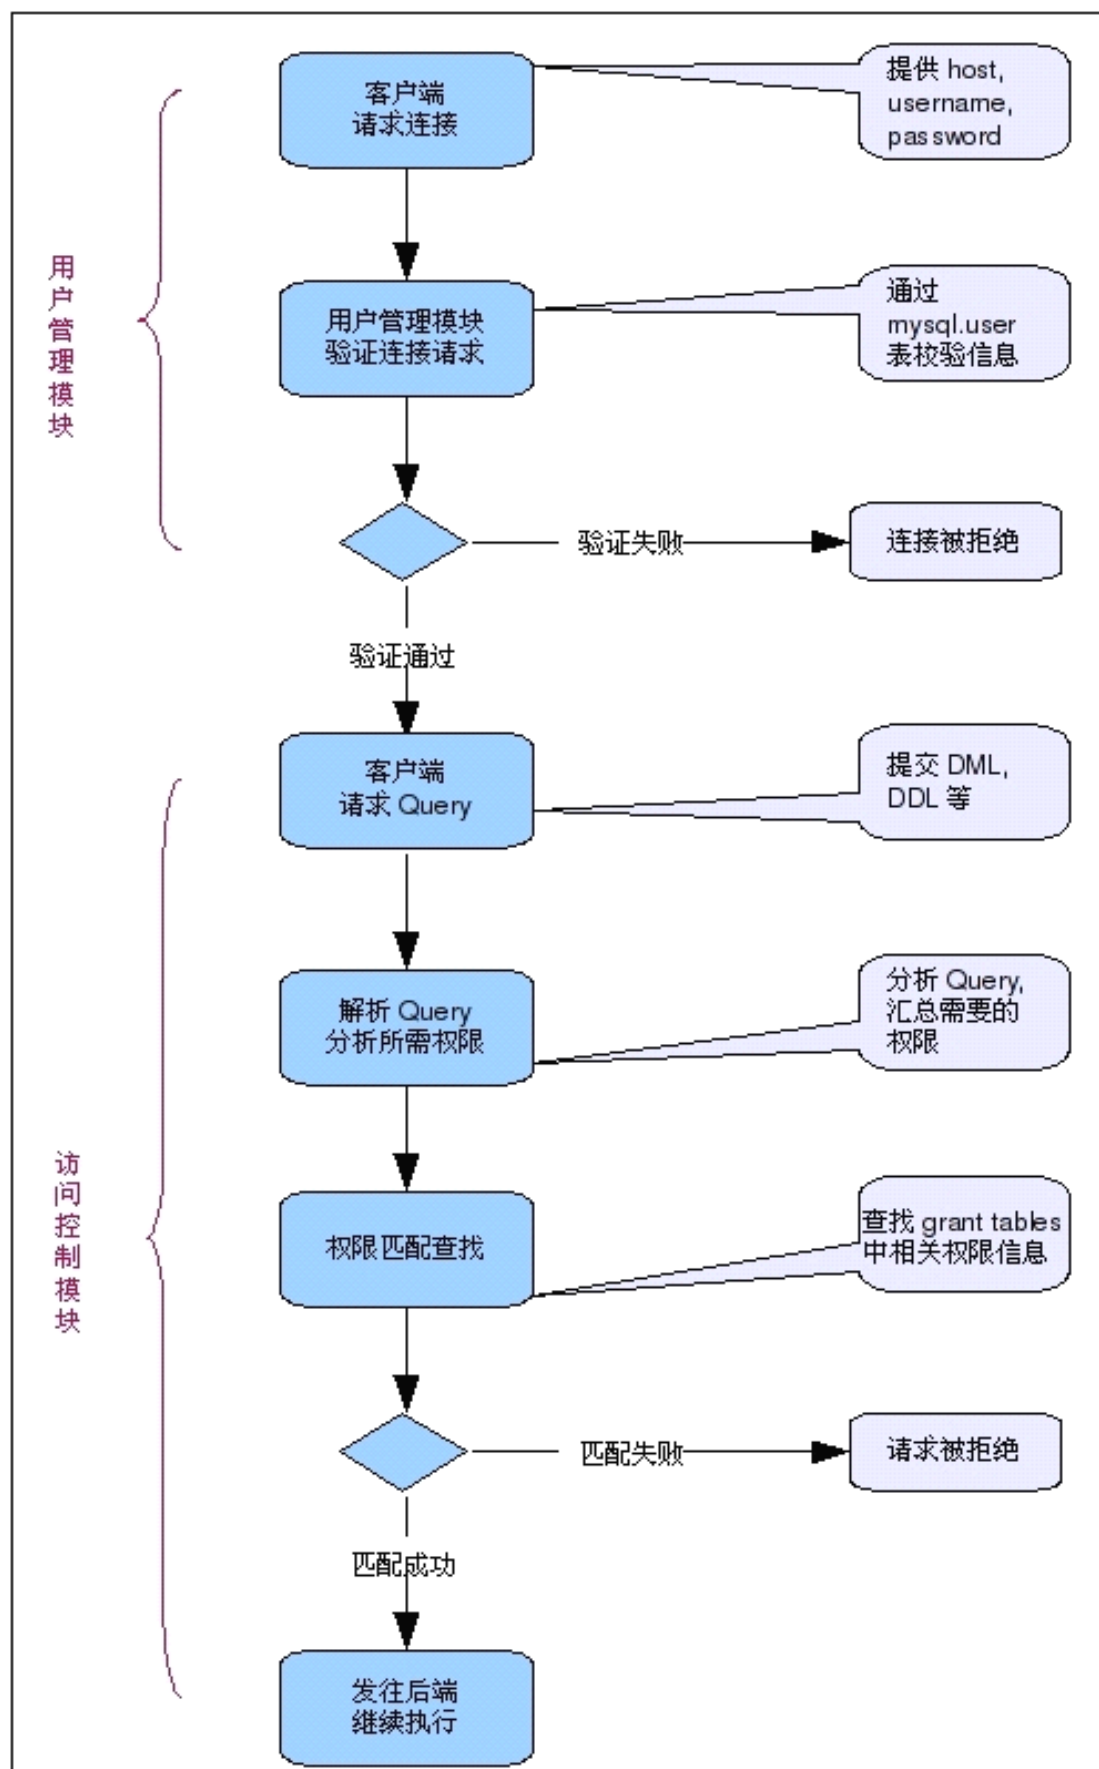 客户端
请求连接
提供 host,
username,
password
用户管理模块
用户管理模块
验证连接请求
通过
mysql.user
表校验信息
验证失败
连接被拒绝
验证通过
客户端
请求 Query
提交 DML,
DDL 等
解析 Query
分析所需权限
分析 Query,
汇总需要的
权限
访问控制模块
权限匹配查找
查找 grant tables
中相关权限信息
匹配失败
请求被拒绝
匹配成功
发往后端
继续执行